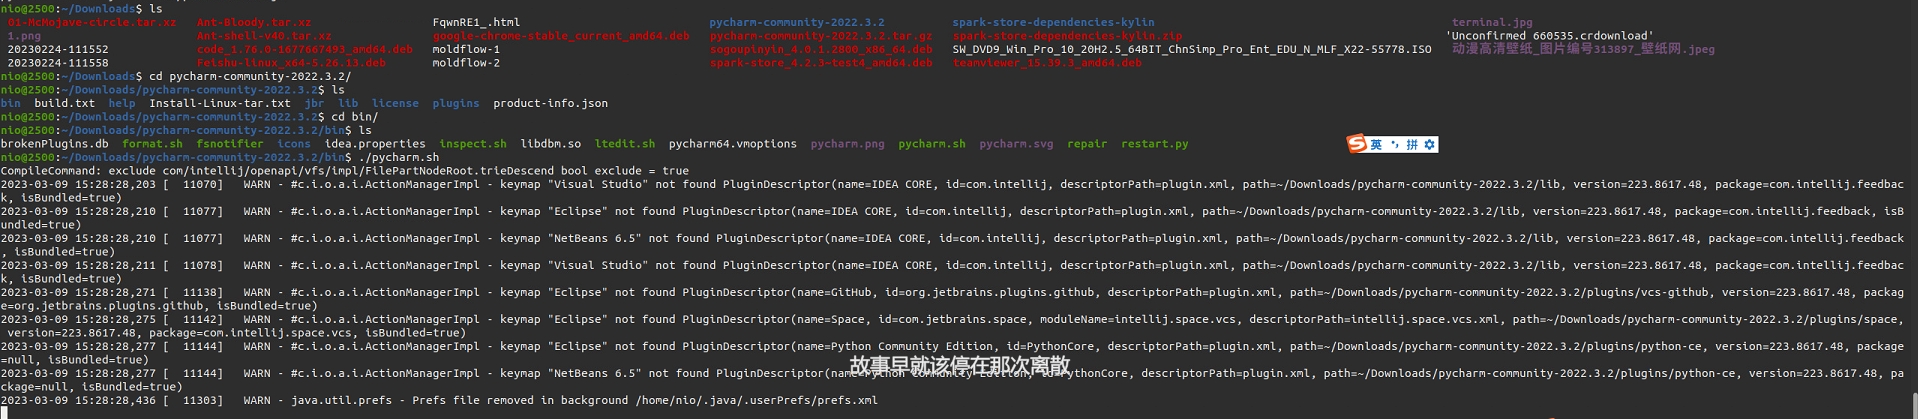 nio@2500:~/Downloads$ ls
01-McMojave-circle.tar.xz Ant-Bloody.tar.xz FqwnRE1_.html pycharm-community-2022.3.2 spark-store-dependencies-kylin terminal.jpg
1.png Ant-shell-v40.tar.xz google-chrome-stable_current_amd64.deb pycharm-community-2022.3.2.tar.gz spark-store-dependencies-kylin.zip 'Unconfirmed 660535.crdownload'
20230224-111552 code_1.76.0-1677667493_amd64.deb moldflow-1 sogoupinyin_4.0.1.2800_x86_64.deb SW_DVD9_Win_Pro_10_20H2.5_64BIT_ChnSimp_Pro_Ent_EDU_N_MLF_X22-55778.ISO 动漫高清壁纸_图片编号313897_壁纸网.jpeg
20230224-111558 Feishu-linux_x64-5.26.13.deb moldflow-2 spark-store_4.2.3-test4_amd64.deb teamviewer_15.39.3_amd64.deb
nio@2500:~/Downloads$ cd pycharm-community-2022.3.2/
nio@2500:~/Downloads/pycharm-community-2022.3.2$ ls
bin build.txt help Install-Linux-tar.txt jbr lib license plugins product-info.json
nio@2500:~/Downloads/pycharm-community-2022.3.2$ cd bin/
nio@2500:~/Downloads/pycharm-community-2022.3.2/bin$ ls
brokenPlugins.db format.sh fsnotifier icons idea.properties inspect.sh libdbm.so ltedit.sh pycharm64.vmoptions pycharm.png pycharm.sh pycharm.svg repair restart.py
英 拼
nio@2500:~/Downloads/pycharm-community-2022.3.2/bin$ ./pycharm.sh
CompileCommand: exclude com/intellij/openapi/vfs/impl/FilePartNodeRoot.trieDescend bool exclude = true
2023-03-09 15:28:28,203 [  11070]   WARN - #c.i.o.a.i.ActionManagerImpl - keymap "Visual Studio" not found PluginDescriptor(name=IDEA CORE, id=com.intellij, descriptorPath=plugin.xml, path=~/Downloads/pycharm-community-2022.3.2/lib, version=223.8617.48, package=com.intellij.feedbac
k, isBundled=true)
2023-03-09 15:28:28,210 [  11077]   WARN - #c.i.o.a.i.ActionManagerImpl - keymap "Eclipse" not found PluginDescriptor(name=IDEA CORE, id=com.intellij, descriptorPath=plugin.xml, path=~/Downloads/pycharm-community-2022.3.2/lib, version=223.8617.48, package=com.intellij.feedback, isB
undled=true)
2023-03-09 15:28:28,210 [  11077]   WARN - #c.i.o.a.i.ActionManagerImpl - keymap "NetBeans 6.5" not found PluginDescriptor(name=IDEA CORE, id=com.intellij, descriptorPath=plugin.xml, path=~/Downloads/pycharm-community-2022.3.2/lib, version=223.8617.48, package=com.intellij.feedback
, isBundled=true)
2023-03-09 15:28:28,211 [  11078]   WARN - #c.i.o.a.i.ActionManagerImpl - keymap "Visual Studio" not found PluginDescriptor(name=IDEA CORE, id=com.intellij, descriptorPath=plugin.xml, path=~/Downloads/pycharm-community-2022.3.2/lib, version=223.8617.48, package=com.intellij.feedbac
k, isBundled=true)
2023-03-09 15:28:28,271 [  11138]   WARN - #c.i.o.a.i.ActionManagerImpl - keymap "Eclipse" not found PluginDescriptor(name=GitHub, id=org.jetbrains.plugins.github, descriptorPath=plugin.xml, path=~/Downloads/pycharm-community-2022.3.2/plugins/vcs-github, version=223.8617.48, packag
e=org.jetbrains.plugins.github, isBundled=true)
2023-03-09 15:28:28,275 [  11142]   WARN - #c.i.o.a.i.ActionManagerImpl - keymap "Eclipse" not found PluginDescriptor(name=Space, id=com.jetbrains.space, moduleName=intellij.space.vcs, descriptorPath=intellij.space.vcs.xml, path=~/Downloads/pycharm-community-2022.3.2/plugins/space,
 version=223.8617.48, package=com.intellij.space.vcs, isBundled=true)
2023-03-09 15:28:28,277 [  11144]   WARN - #c.i.o.a.i.ActionManagerImpl - keymap "Eclipse" not found PluginDescriptor(name=Python Community Edition, id=PythonCore, descriptorPath=plugin.xml, path=~/Downloads/pycharm-community-2022.3.2/plugins/python-ce, version=223.8617.48, package
=null, isBundled=true)
故事早就该停在那次离散
2023-03-09 15:28:28,277 [  11144]   WARN - #c.i.o.a.i.ActionManagerImpl - keymap "NetBeans 6.5" not found PluginDescriptor(name=Python Community Edition, id=PythonCore, descriptorPath=plugin.xml, path=~/Downloads/pycharm-community-2022.3.2/plugins/python-ce, version=223.8617.48, pa
ckage=null, isBundled=true)
2023-03-09 15:28:28,436 [  11303]   WARN - java.util.prefs - Prefs file removed in background /home/nio/.java/.userPrefs/prefs.xml